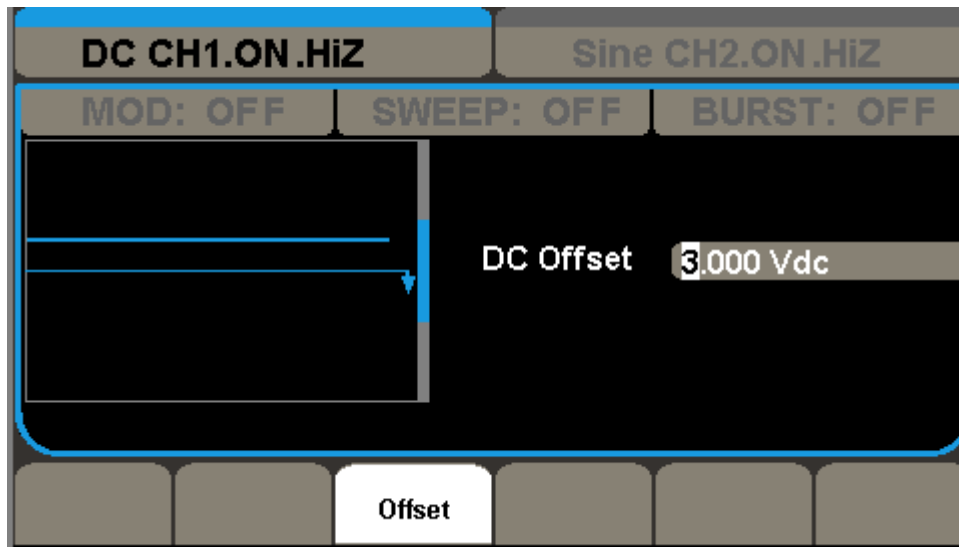 DC CH1.ON.HiZ
Sine CH2.ON.HiZ
MOD: OFF
SWEEP: OFF
BURST: OFF
DC Offset
3.000 Vdc
Offset